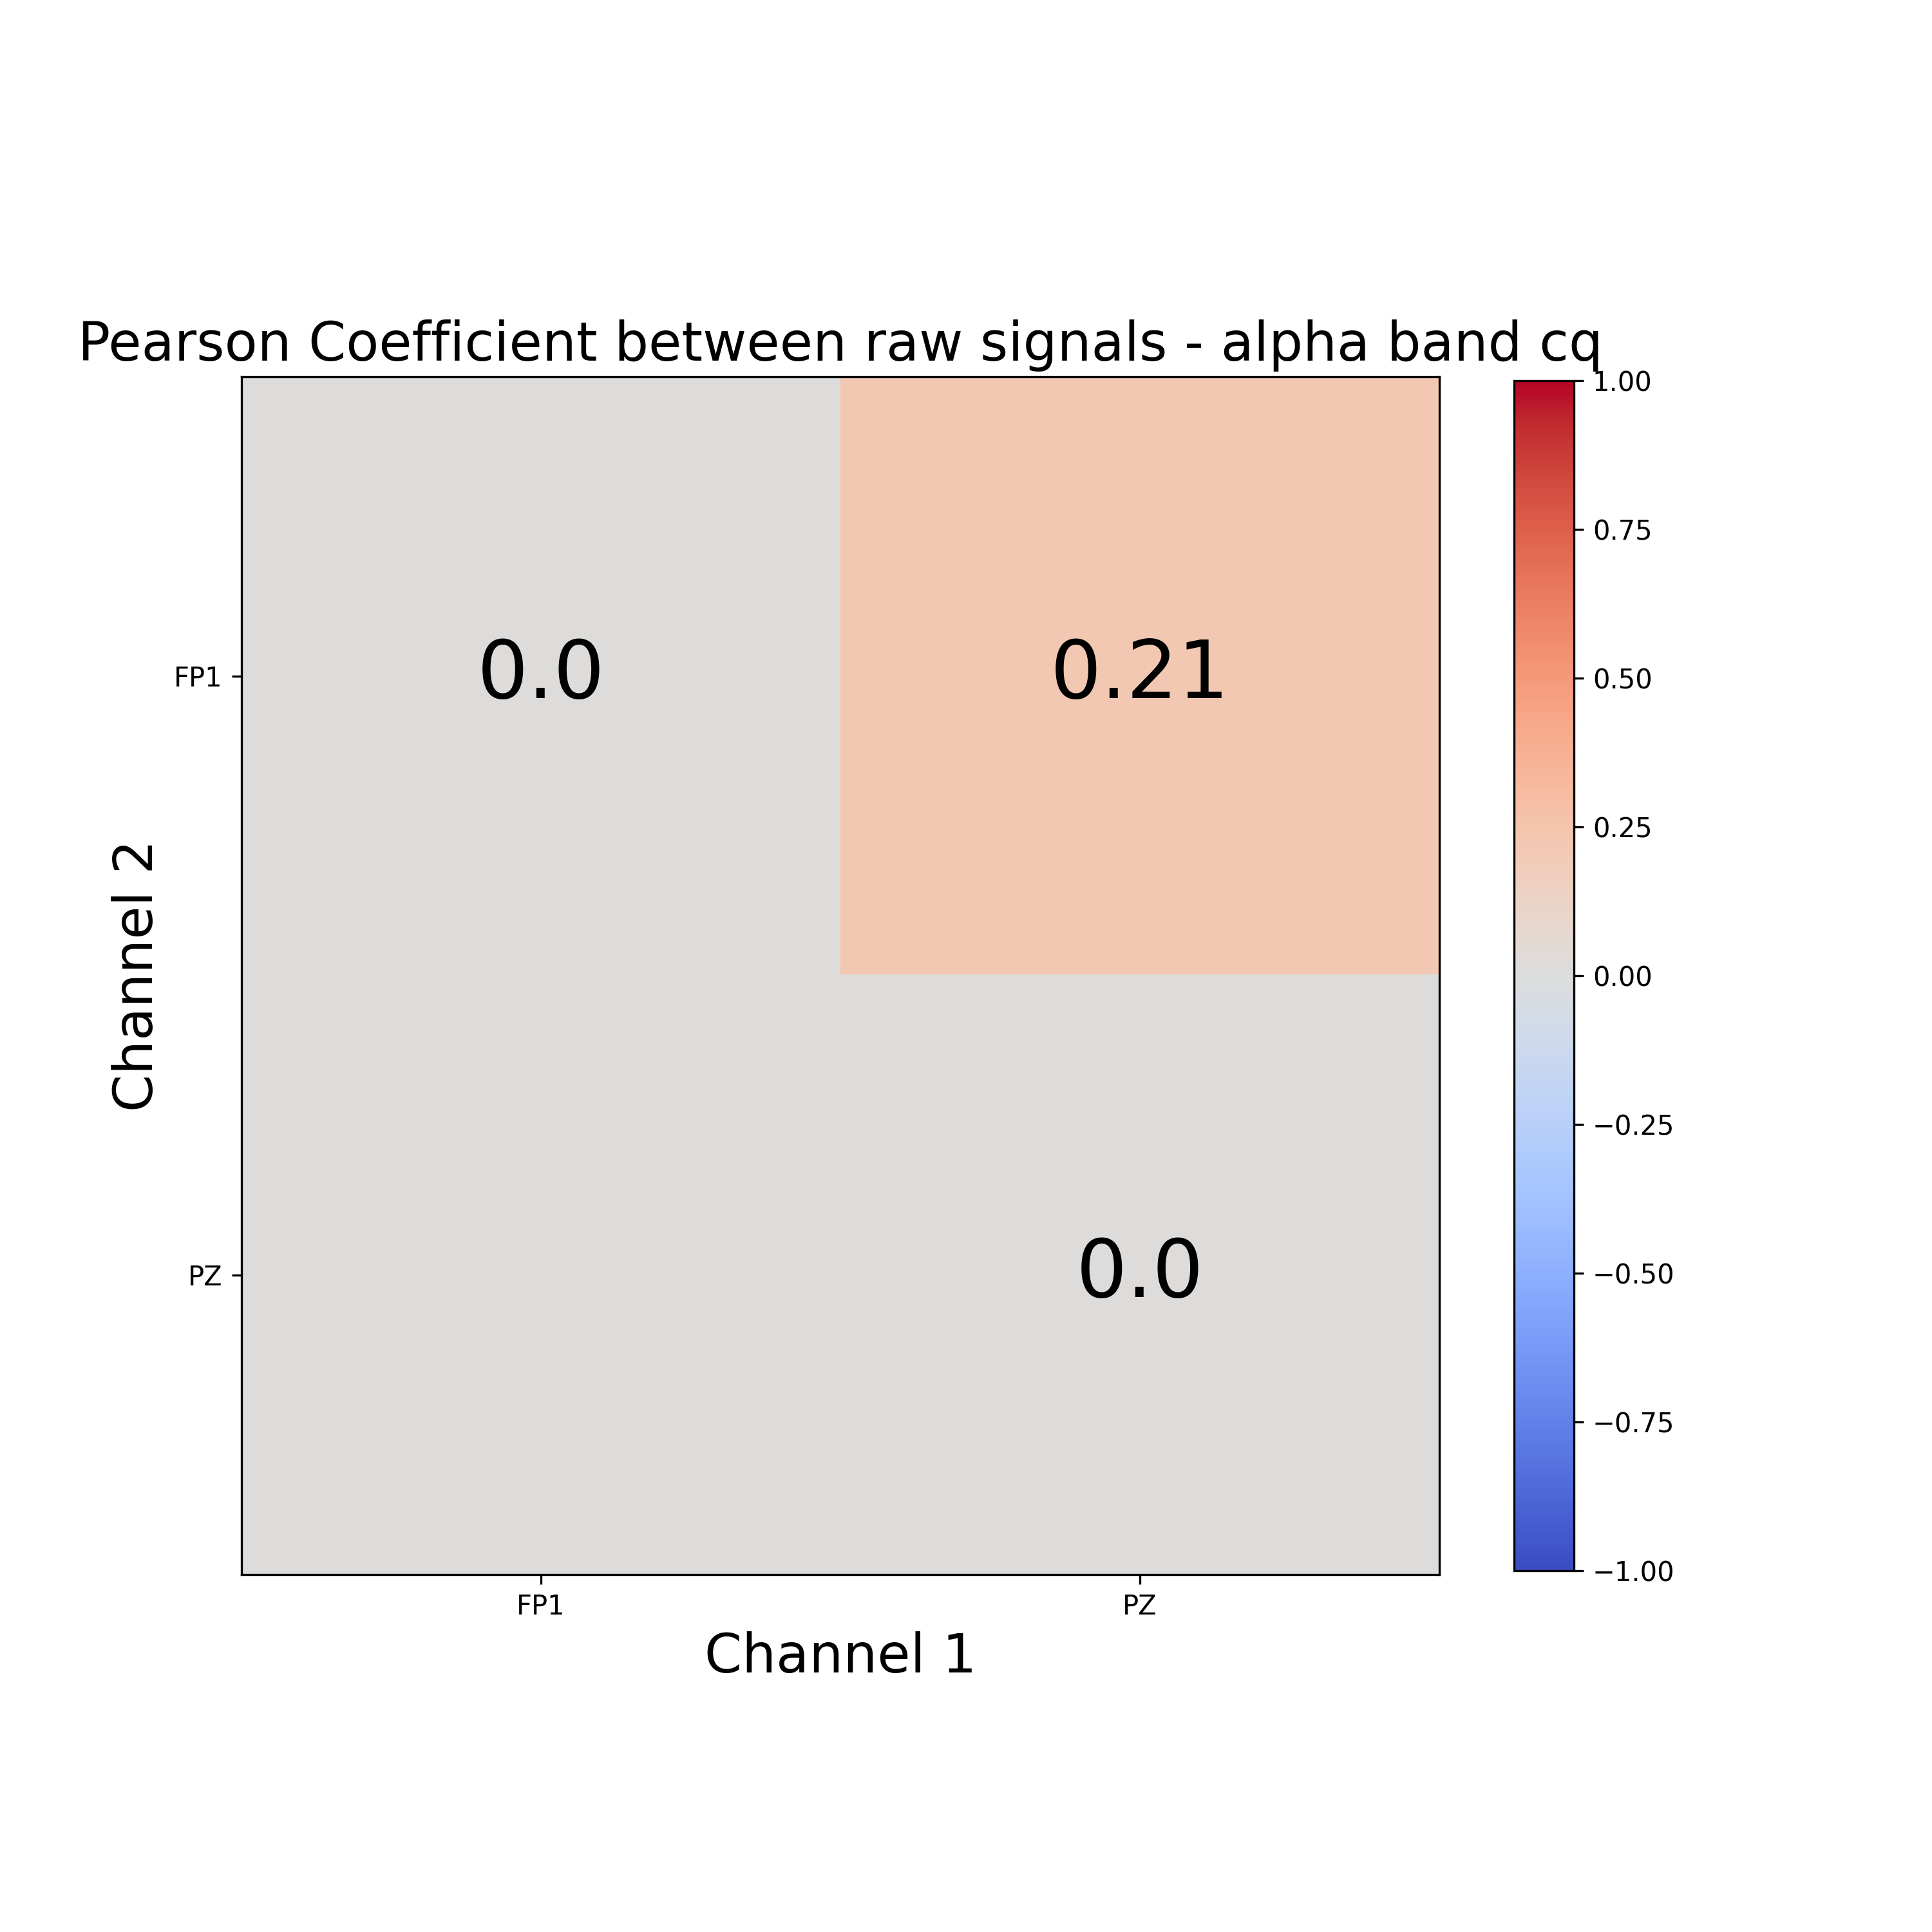 Pearson Coefficient between raw signals - alpha band cq
1.00
0.75
0.21
0.0
FP1
0.50
0.25
Channel 2
0.00
−0.25
0.0
PZ
−0.50
−0.75
−1.00
FP1
PZ
Channel 1